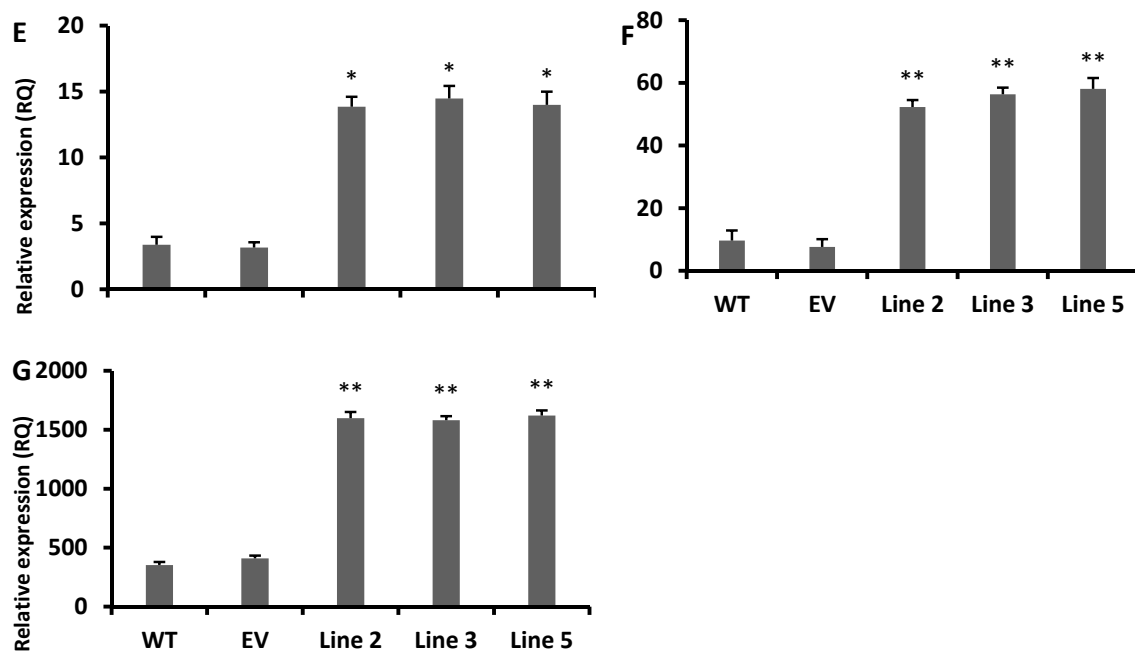 E
Relative expression (RQ)
20
15
10
5
0
* * *
F
80
60
40
20
0
** ** **
WT EV Line 2 Line 3 Line 5
G
Relative expression (RQ)
2000
1500
1000
500
0
** ** **
WT EV Line 2 Line 3 Line 5